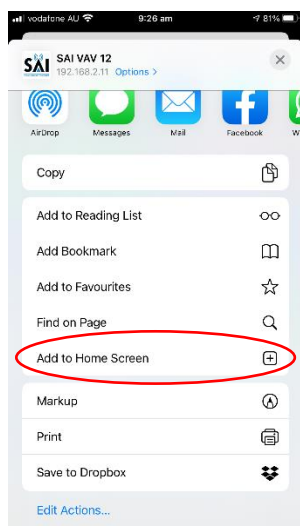 vodafone AU 9:26 am 81%
SAI SAI VAV 12
192.168.2.11 Options >
AirDrop Messages Mail Facebook W
Copy
Add to Reading List
Add Bookmark
Add to Favourites
Find on Page
Add to Home Screen
Markup
Print
Save to Dropbox
Edit Actions...